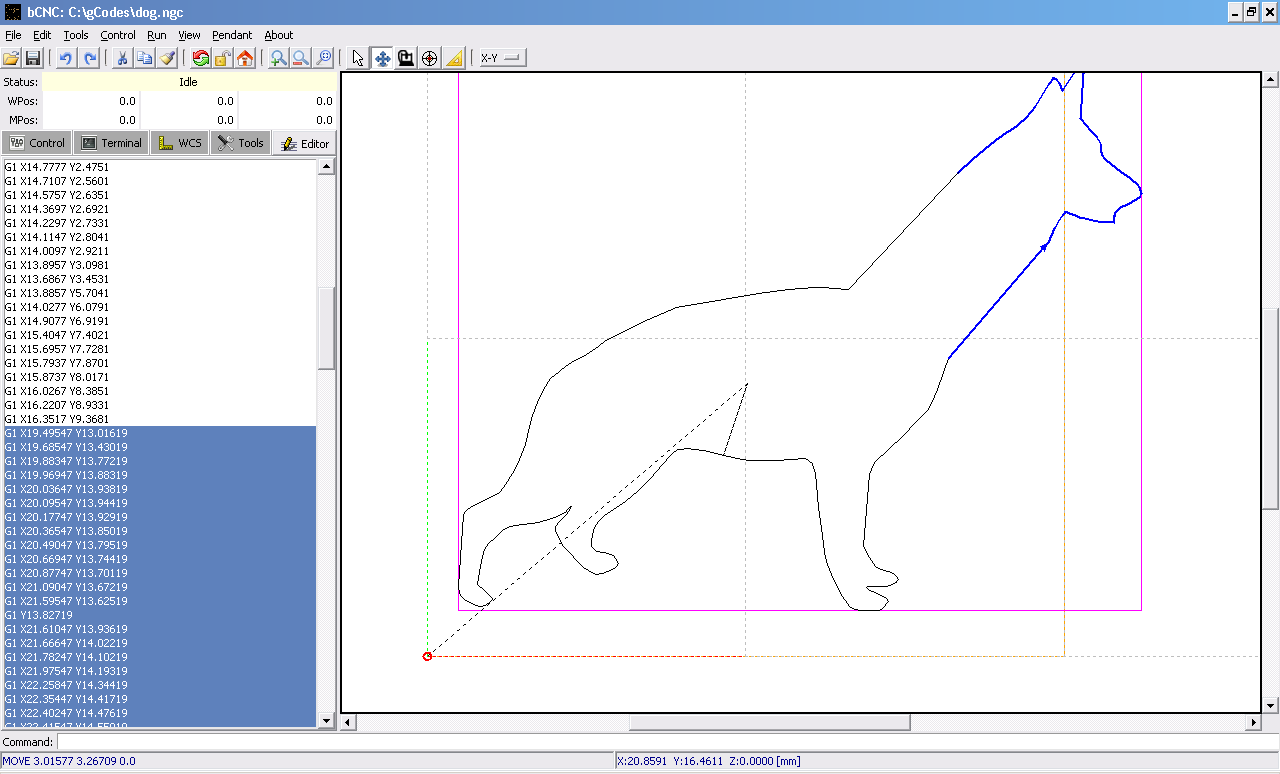 bCNC: C:\gCodes\dog.ngc
File Edit Tools Control Run View Pendant About
X-Y
Status: Idle
WPos: 0.0 0.0 0.0
MPos: 0.0 0.0 0.0
Control Terminal WCS Tools Editor
G1 X14.7777 Y2.4751
G1 X14.7107 Y2.5601
G1 X14.5757 Y2.6351
G1 X14.3697 Y2.6921
G1 X14.2297 Y2.7331
G1 X14.1147 Y2.8041
G1 X14.0097 Y2.9211
G1 X13.8957 Y3.0981
G1 X13.6867 Y3.4531
G1 X13.8857 Y5.7041
G1 X14.0077 Y6.0791
G1 X14.9077 Y6.9191
G1 X15.4047 Y7.4021
G1 X15.6957 Y7.7281
G1 X15.7937 Y7.8701
G1 X15.8737 Y8.0171
G1 X16.0267 Y8.3851
G1 X16.2207 Y8.9331
G1 X16.3517 Y9.3681
G1 X19.49547 Y13.01619
G1 X19.68547 Y13.43019
G1 X19.88347 Y13.77219
G1 X19.96947 Y13.88319
G1 X20.03647 Y13.93819
G1 X20.09547 Y13.94419
G1 X20.17747 Y13.92919
G1 X20.36547 Y13.85019
G1 X20.49047 Y13.79519
G1 X20.66947 Y13.74419
G1 X20.87747 Y13.70119
G1 X21.09047 Y13.67219
G1 X21.59547 Y13.62519
G1 Y13.82719
G1 X21.61047 Y13.93619
G1 X21.66647 Y14.02219
G1 X21.78247 Y14.10219
G1 X21.97547 Y14.19319
G1 X22.25847 Y14.34419
G1 X22.35447 Y14.41719
G1 X22.40247 Y14.47619
G1 X22.41547 Y14.55019
Command:
MOVE 3.01577 3.26709 0.0
X:20.8591 Y:16.4611 Z:0.0000 [mm]